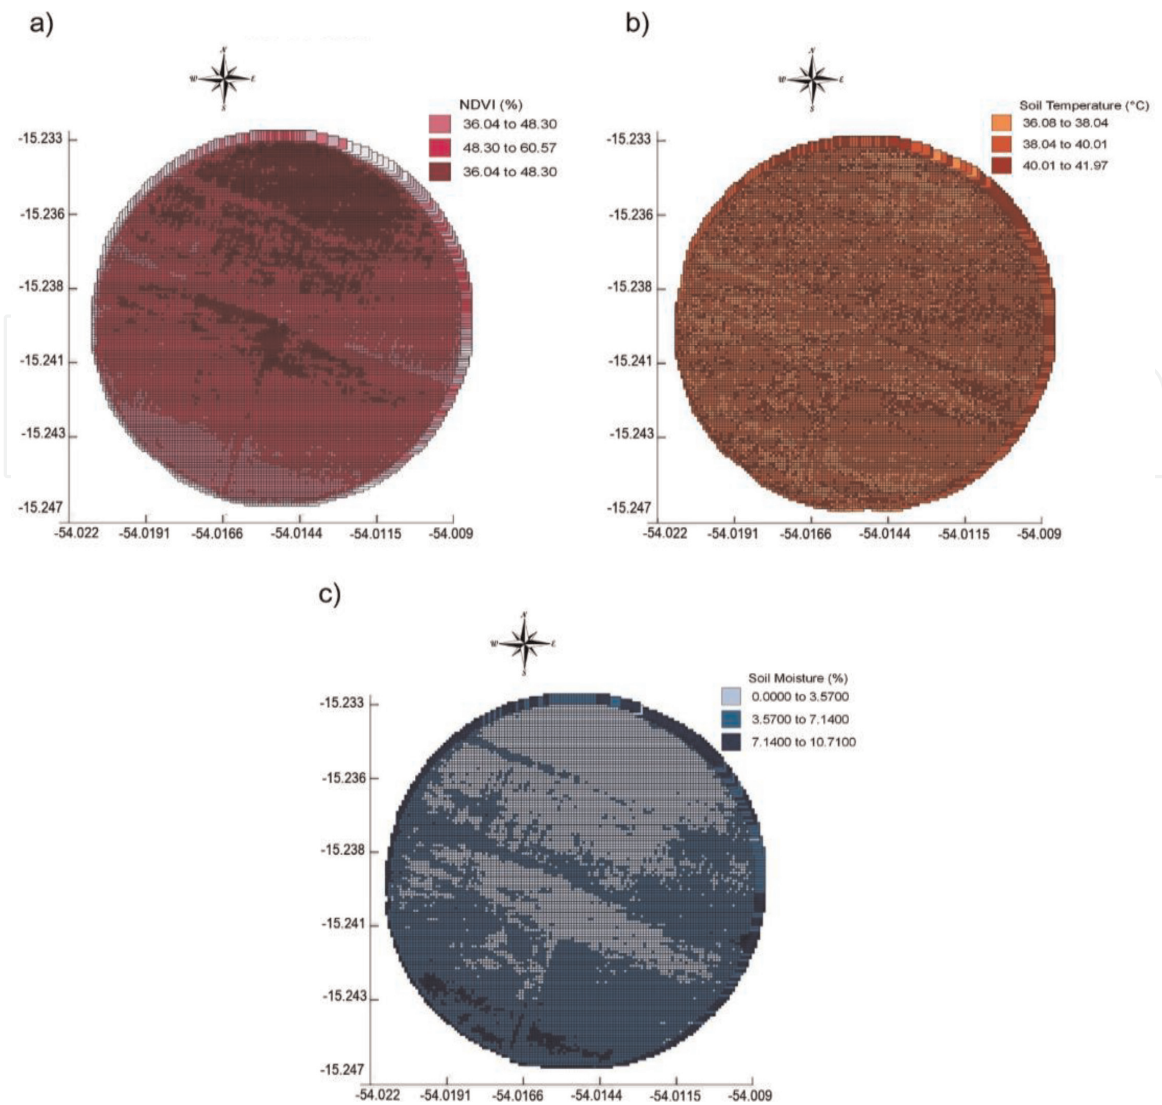 a)
N
W
E
S
NDVI (%)
36.04 to 48.30
48.30 to 60.57
36.04 to 48.30
-15.233
-15.236
-15.238
-15.241
-15.243
-15.247
-54.022 -54.0191 -54.0166 -54.0144 -54.0115 -54.009
b)
N
W
E
S
Soil Temperature (°C)
36.08 to 38.04
38.04 to 40.01
40.01 to 41.97
-15.233
-15.236
-15.238
-15.241
-15.243
-15.247
-54.022 -54.0191 -54.0166 -54.0144 -54.0115 -54.009
c)
N
W
E
S
Soil Moisture (%)
0.0000 to 3.5700
3.5700 to 7.1400
7.1400 to 10.7100
-15.233
-15.236
-15.238
-15.241
-15.243
-15.247
-54.022 -54.0191 -54.0166 -54.0144 -54.0115 -54.009